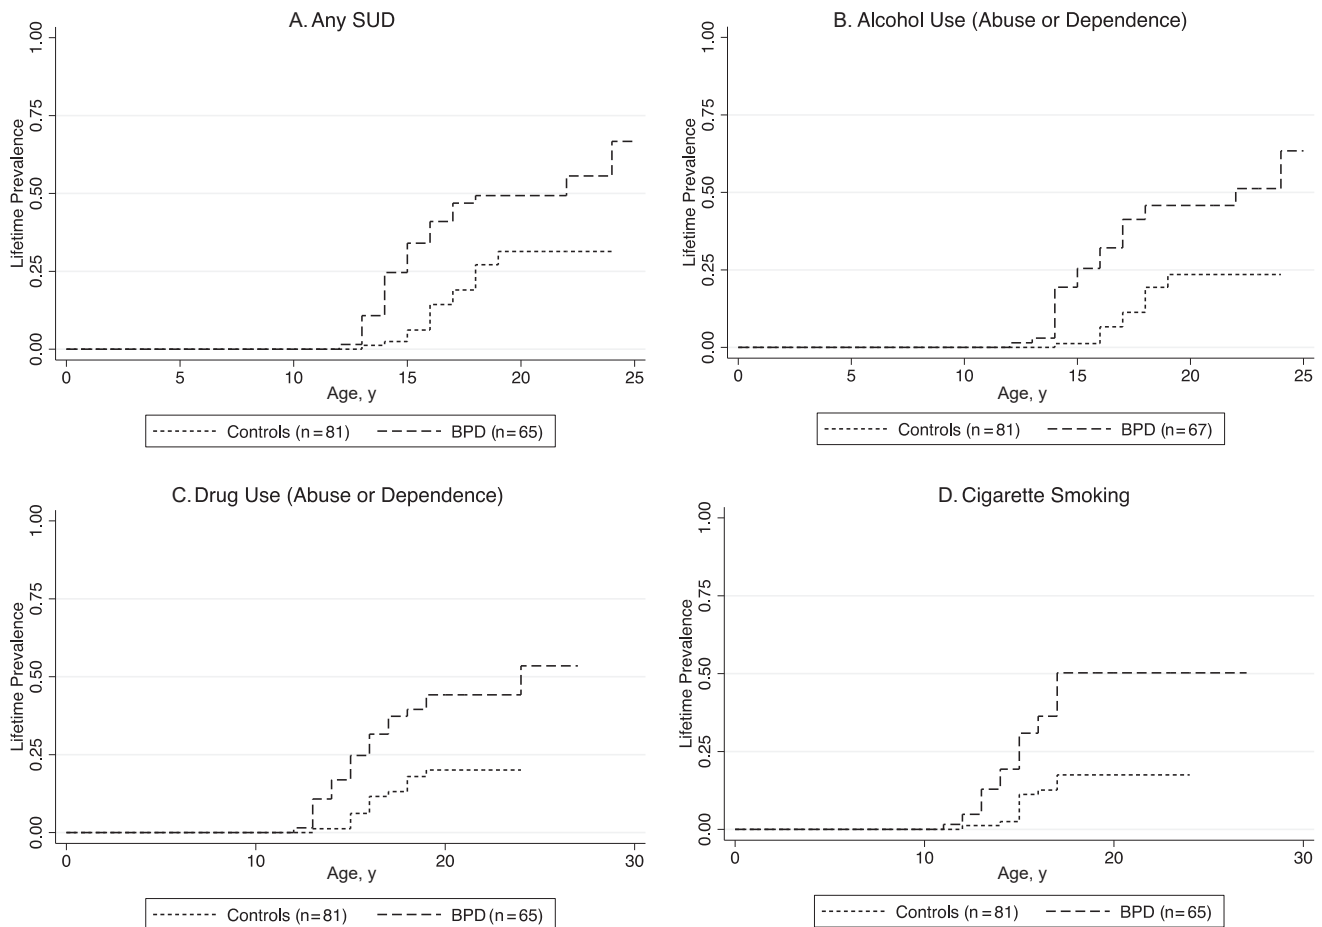 A. Any SUD
Lifetime Prevalence
1.00
0.75
0.50
0.25
0.00
0 5 10 15 20 25
Age, y
Controls (n=81) BPD (n=65)
B. Alcohol Use (Abuse or Dependence)
Lifetime Prevalence
1.00
0.75
0.50
0.25
0.00
0 5 10 15 20 25
Age, y
Controls (n=81) BPD (n=67)
C. Drug Use (Abuse or Dependence)
Lifetime Prevalence
1.00
0.75
0.50
0.25
0.00
0 10 20 30
Age, y
Controls (n=81) BPD (n=65)
D. Cigarette Smoking
Lifetime Prevalence
1.00
0.75
0.50
0.25
0.00
0 10 20 30
Age, y
Controls (n=81) BPD (n=65)